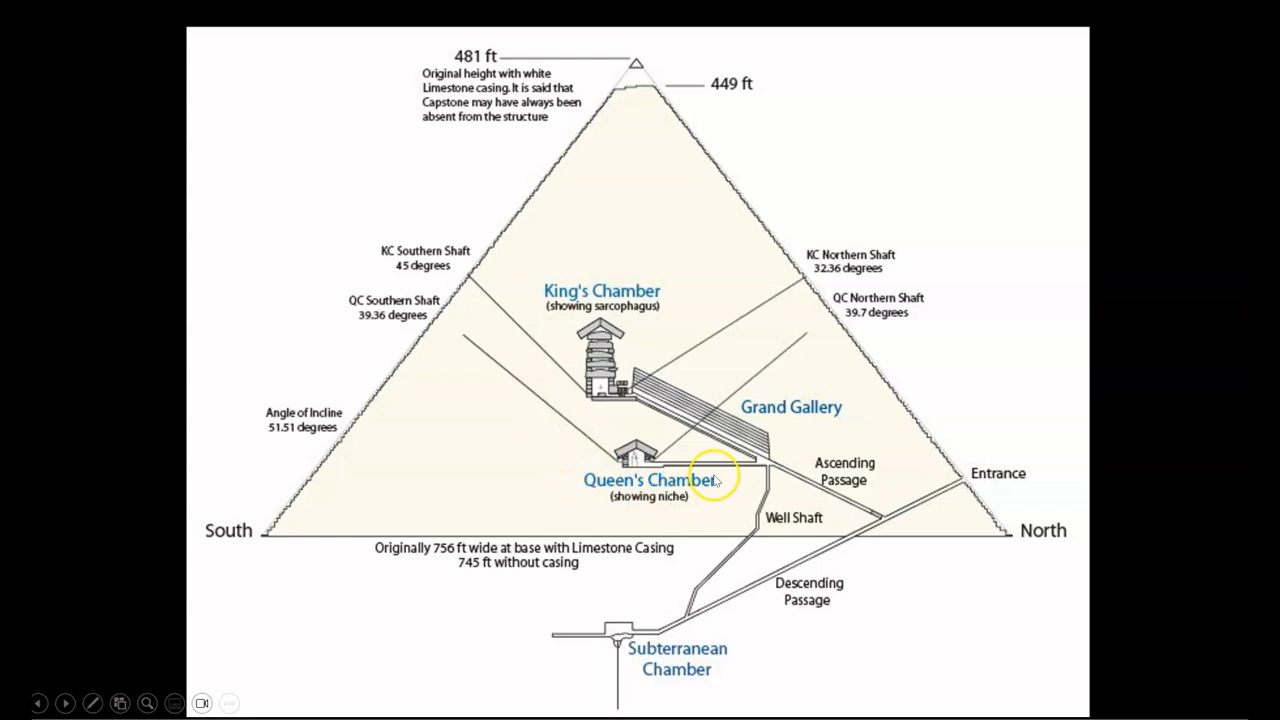 481 ft
Original height with white
Limestone casing. It is said that
Capstone may have always been
absent from the structure
449 ft
KC Southern Shaft
45 degrees
KC Northern Shaft
32.36 degrees
QC Southern Shaft
39.36 degrees
King's Chamber
(showing sarcophagus)
QC Northern Shaft
39.7 degrees
Angle of Incline
51.51 degrees
Grand Gallery
Queen's Chamber
(showing niche)
Ascending
Passage
Entrance
Well Shaft
South
North
Originally 756 ft wide at base with Limestone Casing
745 ft without casing
Descending
Passage
Subterranean
Chamber